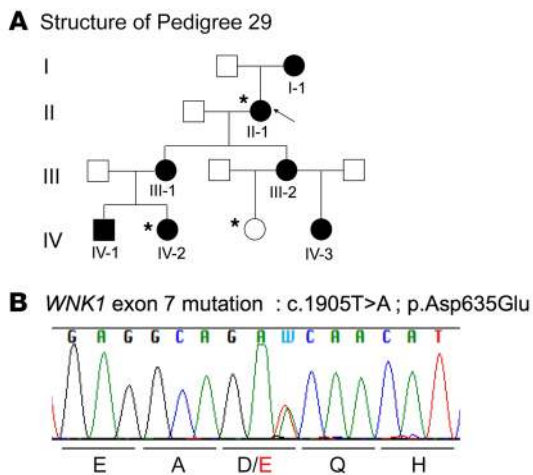 A Structure of Pedigree 29
I
I-1
II
*
II-1
III
III-1
III-2
IV
*
*
IV-1
IV-2
IV-3
B WNK1 exon 7 mutation : c.1905T>A ; p.Asp635Glu
G A G G C A G A W C A A C A T
E A D/E Q H